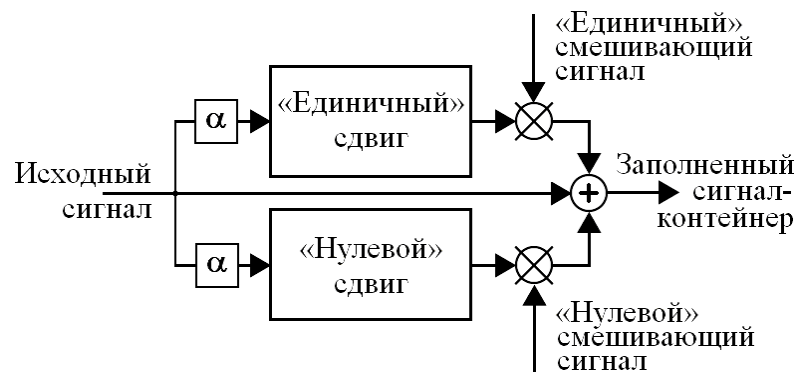 «Единичный»
смешивающий
сигнал
α
«Единичный»
сдвиг
Исходный
сигнал
+
Заполненный
сигнал-
контейнер
α
«Нулевой»
сдвиг
«Нулевой»
смешивающий
сигнал